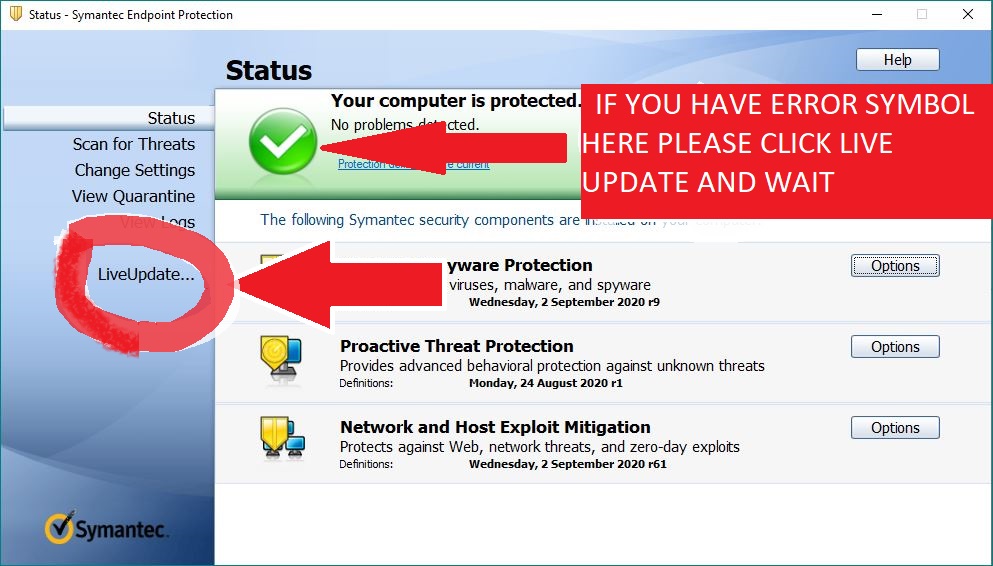 Status - Symantec Endpoint Protection
Help
Status
Your computer is protected.
No problems detected.
Protection current
IF YOU HAVE ERROR SYMBOL
HERE PLEASE CLICK LIVE
UPDATE AND WAIT
Status
Scan for Threats
Change Settings
View Quarantine
View Logs
LiveUpdate...
The following Symantec security components are installed on your computer
yware Protection
viruses, malware, and spyware
Wednesday, 2 September 2020 r9
Options
Proactive Threat Protection
Provides advanced behavioral protection against unknown threats
Definitions: Monday, 24 August 2020 r1
Options
Network and Host Exploit Mitigation
Protects against Web, network threats, and zero-day exploits
Definitions: Wednesday, 2 September 2020 r61
Options
Symantec.